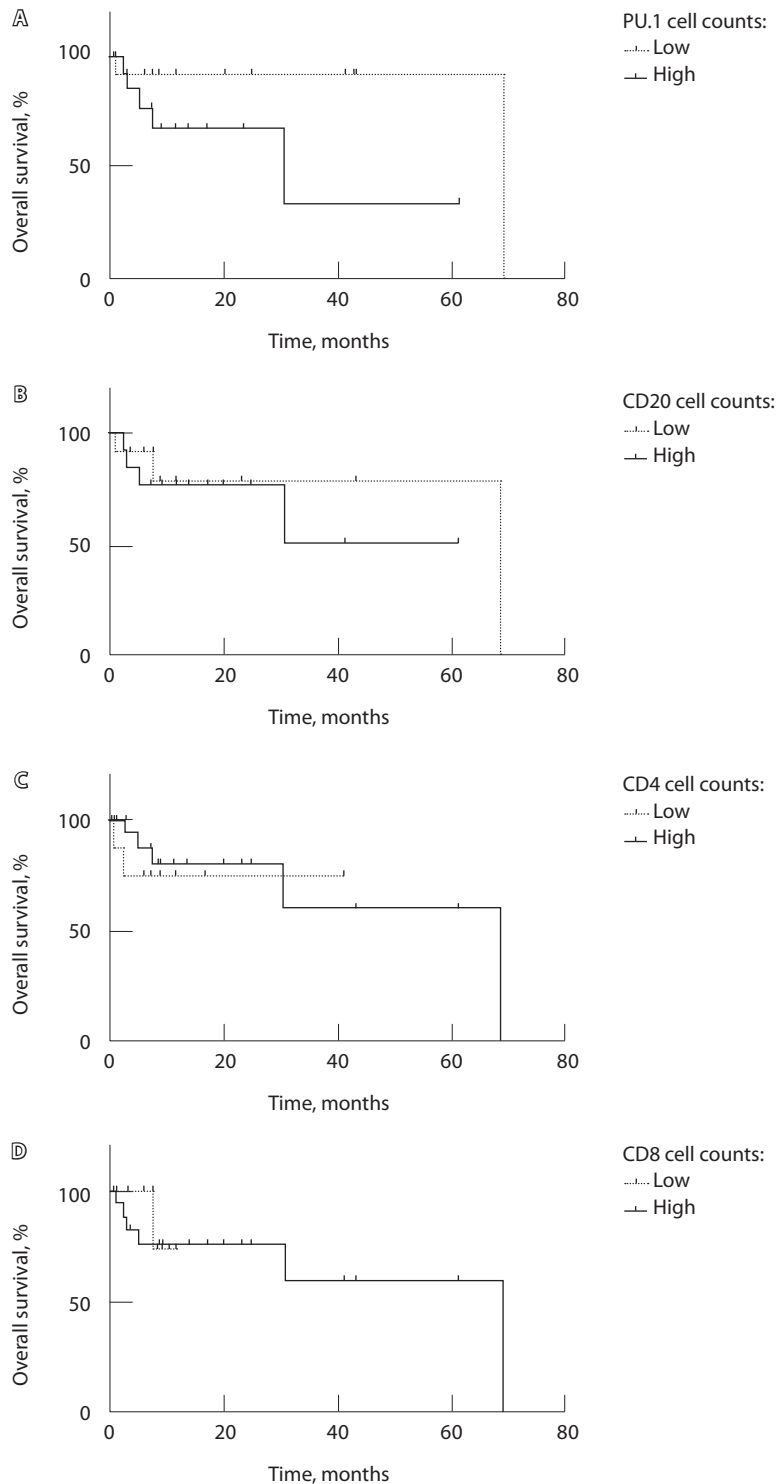 A
PU.1 cell counts:
Low
High
Overall survival, %
100
50
0
0 20 40 60 80
Time, months
B
CD20 cell counts:
Low
High
Overall survival, %
100
50
0
0 20 40 60 80
Time, months
C
CD4 cell counts:
Low
High
Overall survival, %
100
50
0
0 20 40 60 80
Time, months
D
CD8 cell counts:
Low
High
Overall survival, %
100
50
0
0 20 40 60 80
Time, months